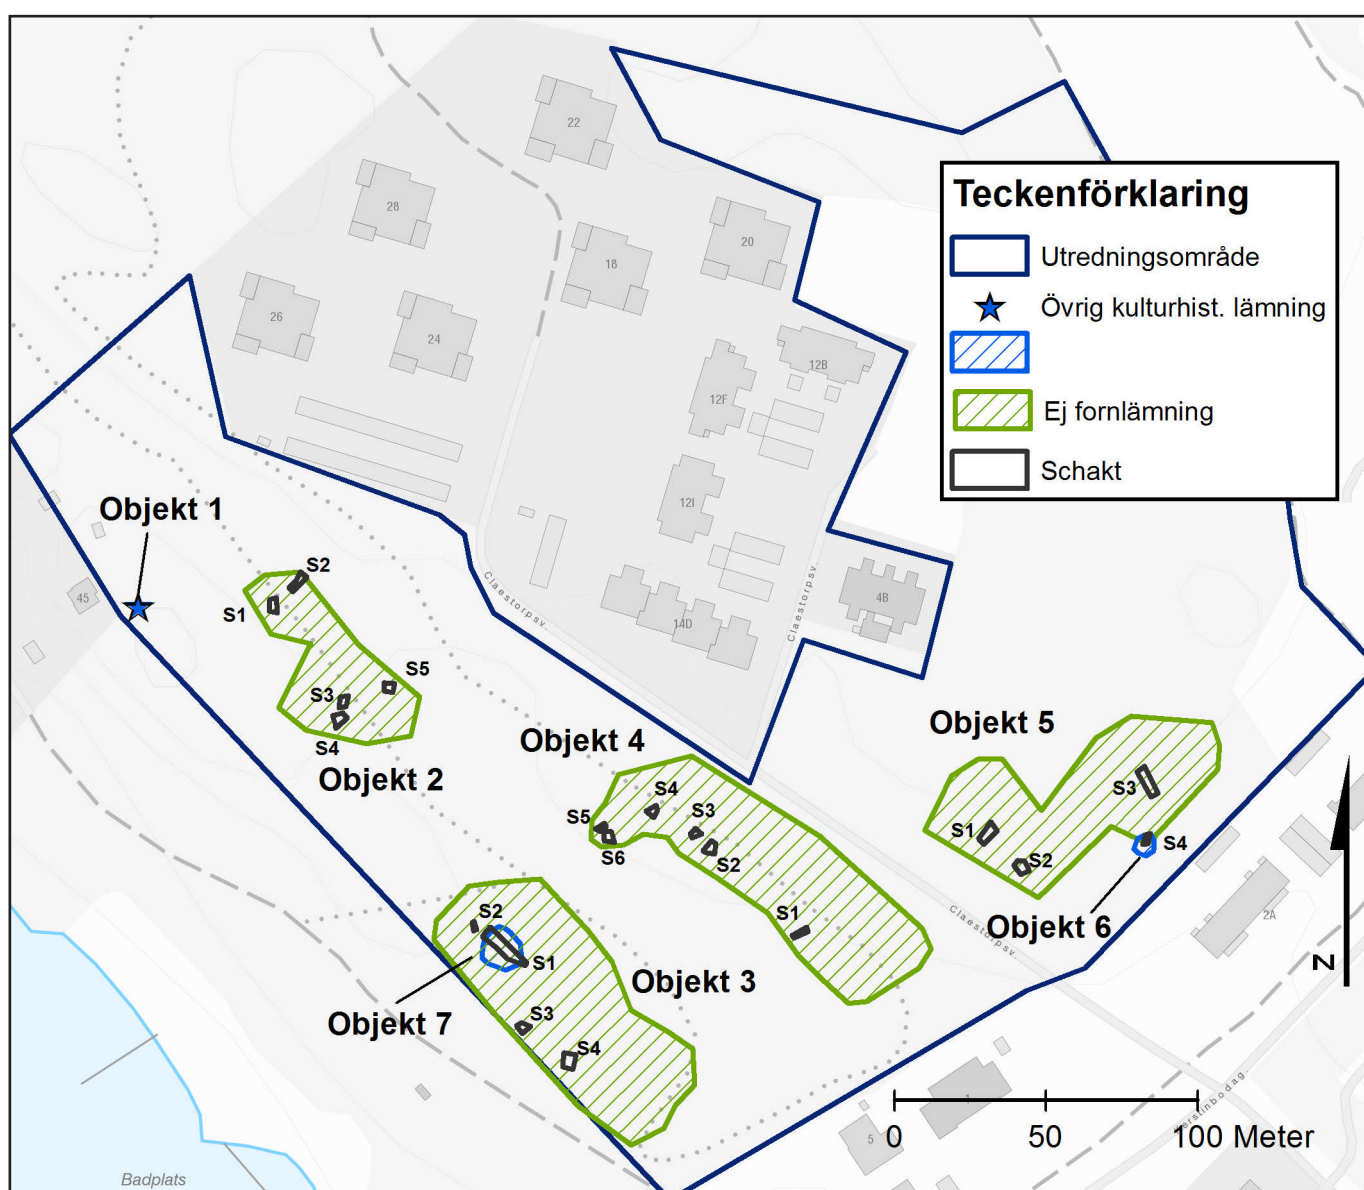 22
28
20
18
26
24
12B
12F
12I
14D
4B
45
Teckenförklaring
Utredningsområde
Övrig kulturhist. lämning
Ej fornlämning
Schakt
Objekt 1
S2
S1
S5
S3
S4
Objekt 2
Claestorpsv.
Claestorpsv.
Objekt 4
S4
S3
S5
S6
S2
S1
Objekt 5
S3
S1
S2
S4
Objekt 6
Claestorpsv.
2A
S2
S1
Objekt 3
Objekt 7
S3
S4
N
5
0 50 100 Meter
Badplats